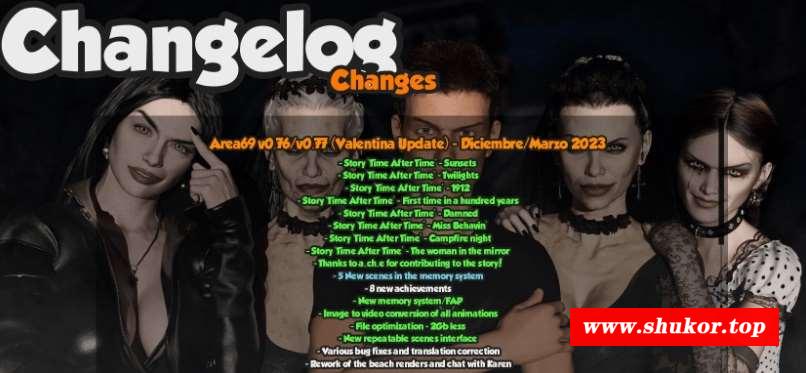 Changelog
Changes
Area69 v0 76/v0 77 (Valentina Update) - Diciembre/Marzo 2023
- Story Time After Time - Sunsets
- Story Time After Time - Twilights
- Story Time After Time - 1912
- Story Time After Time - First time in a hundred years
- Story Time After Time - Damned
- Story Time After Time - Miss Behavin
- Story Time After Time - Campfire night
- Story Time After Time - The woman in the mirror
- Thanks to a.ch.e for contributing to the story!
- 5 New scenes in the memory system
- 8 new achievements
- New memory system/FAP
- Image to video conversion of all animations
- File optimization - 2Gb less
- New repeatable scenes interface
- Various bug fixes and translation correction
- Rework of the beach renders and chat with Karen
www.shukor.top